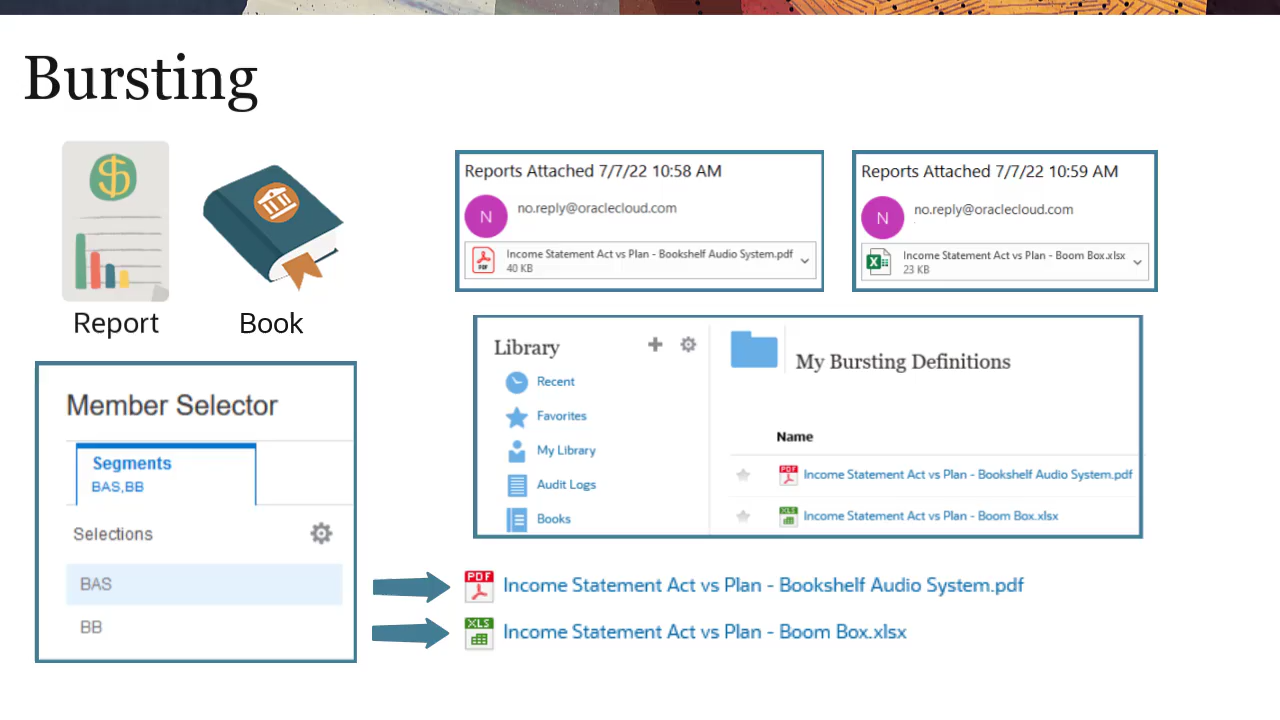 Bursting
Report
Book
Reports Attached 7/7/22 10:58 AM
N
no.reply@oraclecloud.com
PDF
Income Statement Act vs Plan - Bookshelf Audio System.pdf
40 KB
Reports Attached 7/7/22 10:59 AM
N
no.reply@oraclecloud.com
Income Statement Act vs Plan - Boom Box.xlsx
23 KB
Member Selector
Segments
BAS,BB
Selections
BAS
BB
Library
Recent
Favorites
My Library
Audit Logs
Books
My Bursting Definitions
Name
PDF
Income Statement Act vs Plan - Bookshelf Audio System.pdf
XLS
Income Statement Act vs Plan - Boom Box.xlsx
PDF
Income Statement Act vs Plan - Bookshelf Audio System.pdf
XLS
Income Statement Act vs Plan - Boom Box.xlsx